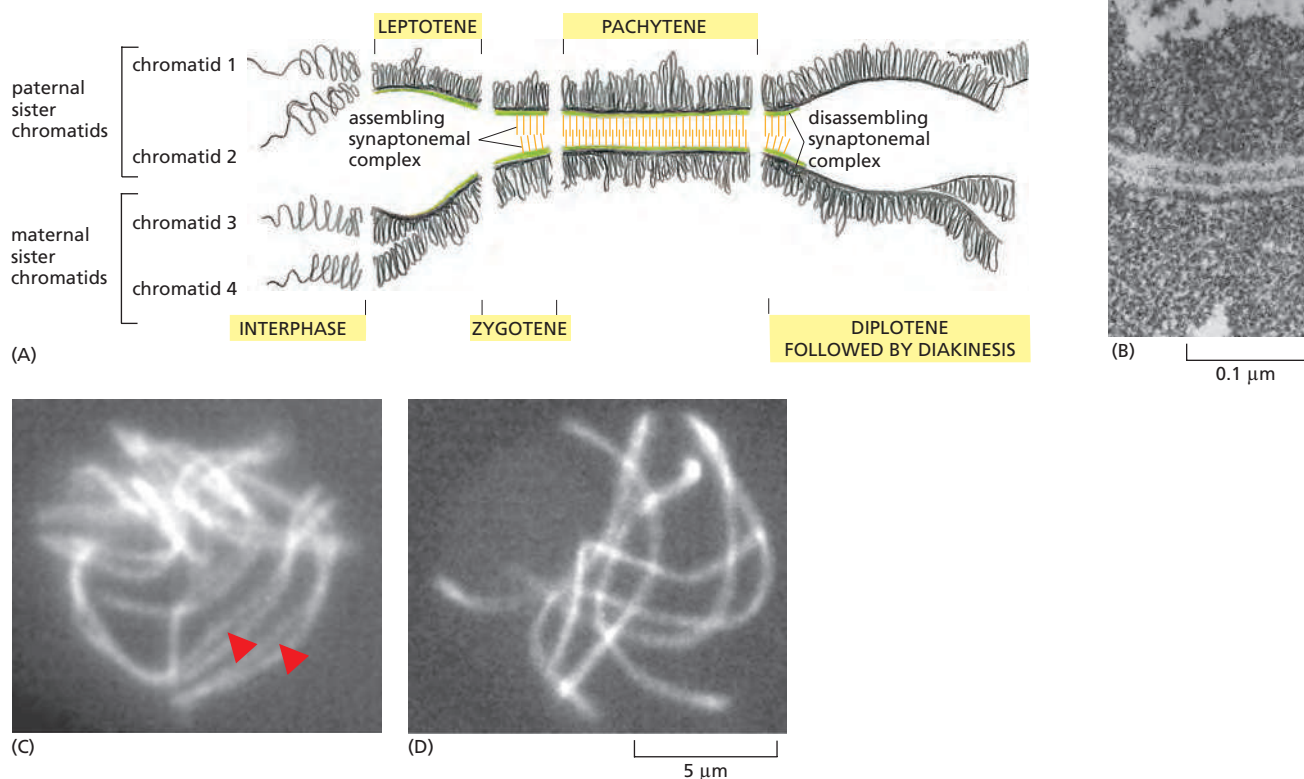 LEPTOTENE
PACHYTENE
paternal
sister
chromatids
chromatid 1
chromatid 2
assembling
synaptonemal
complex
disassembling
synaptonemal
complex
maternal
sister
chromatids
chromatid 3
chromatid 4
INTERPHASE
ZYGOTENE
DIPLOTENE
FOLLOWED BY DIAKINESIS
(A)
(B)
0.1 μm
(C)
(D)
5 μm